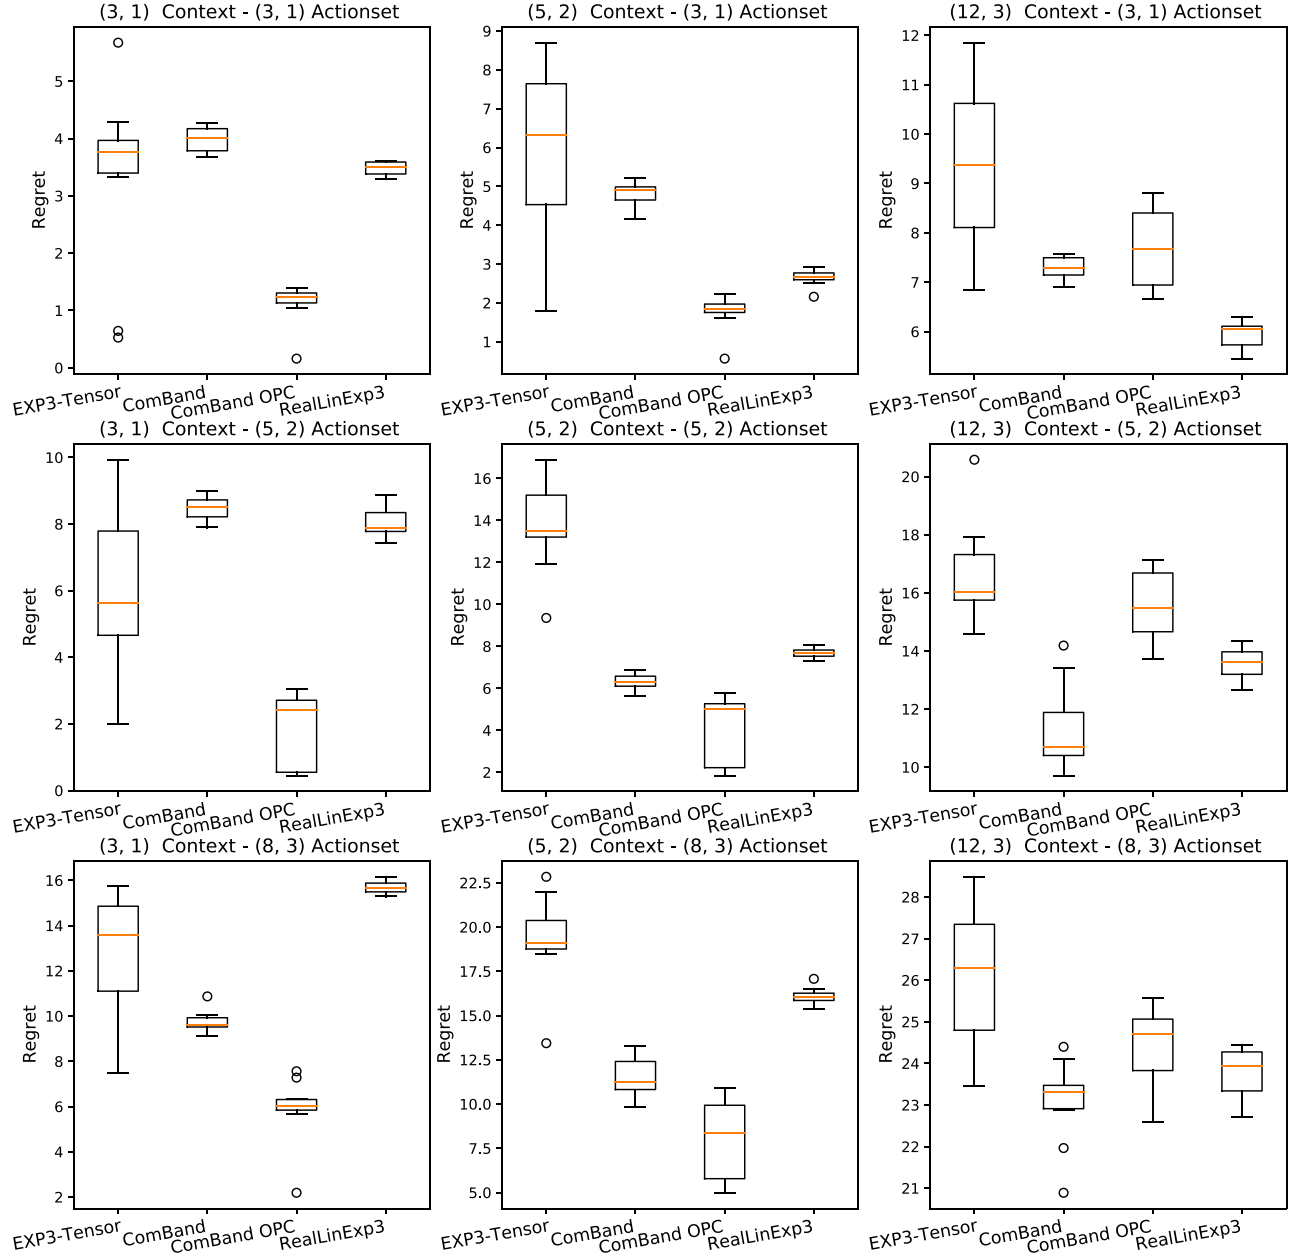 (3, 1)  Context - (3, 1) Actionset
Regret
5
4
3
2
1
0
EXP3-Tensor
ComBand
ComBand OPC
RealLinExp3
(5, 2)  Context - (3, 1) Actionset
Regret
9
8
7
6
5
4
3
2
1
EXP3-Tensor
ComBand
ComBand OPC
RealLinExp3
(12, 3)  Context - (3, 1) Actionset
Regret
12
11
10
9
8
7
6
EXP3-Tensor
ComBand
ComBand OPC
RealLinExp3
(3, 1)  Context - (5, 2) Actionset
Regret
10
8
6
4
2
0
EXP3-Tensor
ComBand
ComBand OPC
RealLinExp3
(5, 2)  Context - (5, 2) Actionset
Regret
16
14
12
10
8
6
4
2
EXP3-Tensor
ComBand
ComBand OPC
RealLinExp3
(12, 3)  Context - (5, 2) Actionset
Regret
20
18
16
14
12
10
EXP3-Tensor
ComBand
ComBand OPC
RealLinExp3
(3, 1)  Context - (8, 3) Actionset
Regret
16
14
12
10
8
6
4
2
EXP3-Tensor
ComBand
ComBand OPC
RealLinExp3
(5, 2)  Context - (8, 3) Actionset
Regret
22.5
20.0
17.5
15.0
12.5
10.0
7.5
5.0
EXP3-Tensor
ComBand
ComBand OPC
RealLinExp3
(12, 3)  Context - (8, 3) Actionset
Regret
28
27
26
25
24
23
22
21
EXP3-Tensor
ComBand
ComBand OPC
RealLinExp3